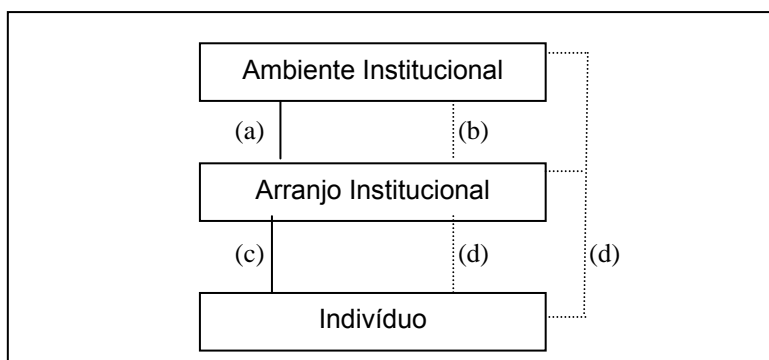 Ambiente Institucional
(a) (b)
Arranjo Institucional
(c) (d) (d)
Indivíduo